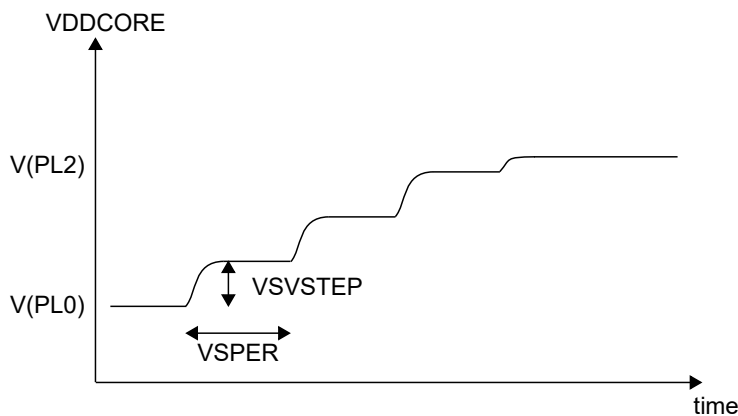 VDDCORE
V(PL2)
VSVSTEP
V(PL0)
VSPER
time